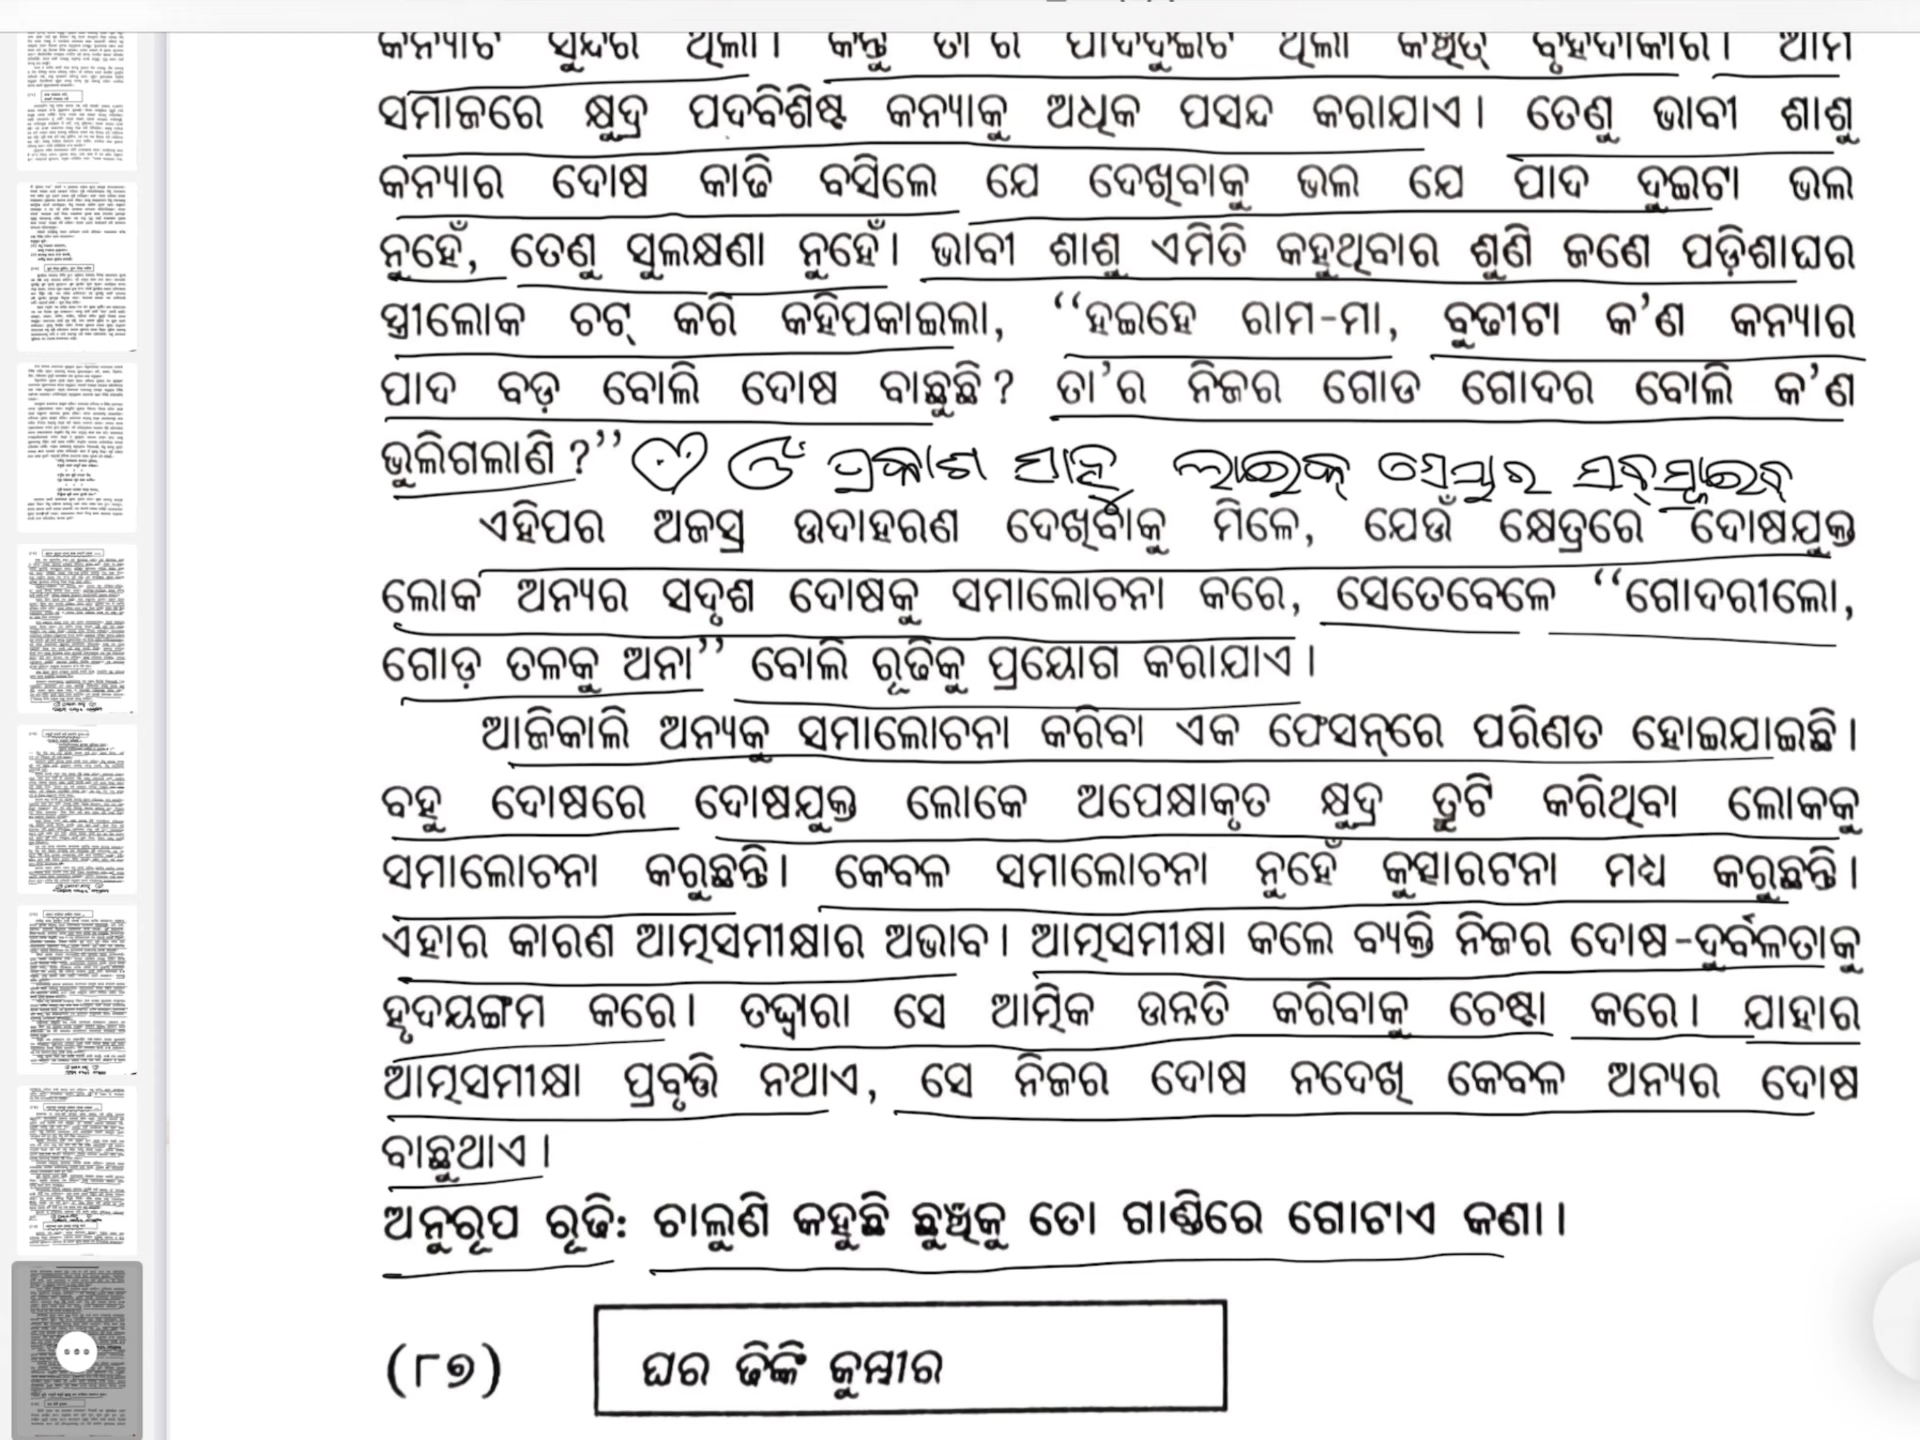 କନ୍ୟାଟି ସୁନ୍ଦର ଥିଲା। କିନ୍ତୁ ତା'ର ପାଦଦୁଇଟି ଥିଲା କିଞ୍ଚିତ୍ ବୃହଦାକାର। ଆମ
ସମାଜରେ କ୍ଷୁଦ୍ର ପଦବିଶିଷ୍ଟ କନ୍ୟାକୁ ଅଧିକ ପସନ୍ଦ କରାଯାଏ। ତେଣୁ ଭାବୀ ଶାଶୁ
କନ୍ୟାର ଦୋଷ କାଢି ବସିଲେ ଯେ ଦେଖିବାକୁ ଭଲ ଯେ ପାଦ ଦୁଇଟା ଭଲ
ନୁହେଁ, ତେଣୁ ସୁଲକ୍ଷଣା ନୁହେଁ। ଭାବୀ ଶାଶୁ ଏମିତି କହୁଥିବାର ଶୁଣି ଜଣେ ପଡ଼ିଶାଘର
ସ୍ତ୍ରୀଲୋକ ଚଟ୍ କରି କହିପକାଇଲା, ‘‘ହଇହେ ରାମ-ମା, ବୁଢୀଟା କ’ଣ କନ୍ୟାର
ପାଦ ବଡ଼ ବୋଲି ଦୋଷ ବାଛୁଛି? ତା’ର ନିଜର ଗୋଡ ଗୋଦର ବୋଲି କ’ଣ
ଭୁଲିଗଲାଣି?’’ ପ୍ରକାଶ ସାହୁ ଲାଇକ୍ ସେୟାର
ଏହିପରି ଅଜସ୍ର ଉଦାହରଣ ଦେଖିବାକୁ ମିଳେ, ଯେଉଁ କ୍ଷେତ୍ରରେ ଦୋଷଯୁକ୍ତ
ଲୋକ ଅନ୍ୟର ସଦୃଶ ଦୋଷକୁ ସମାଲୋଚନା କରେ, ସେତେବେଳେ ‘‘ଗୋଦରୀଲୋ,
ଗୋଡ଼ ତଳକୁ ଅନା’’ ବୋଲି ରୂଢିକୁ ପ୍ରୟୋଗ କରାଯାଏ।
ଆଜିକାଲି ଅନ୍ୟକୁ ସମାଲୋଚନା କରିବା ଏକ ଫେସନ୍‌ରେ ପରିଣତ ହୋଇଯାଇଛି।
ବହୁ ଦୋଷରେ ଦୋଷଯୁକ୍ତ ଲୋକେ ଅପେକ୍ଷାକୃତ କ୍ଷୁଦ୍ର ତ୍ରୁଟି କରିଥିବା ଲୋକକୁ
ସମାଲୋଚନା କରୁଛନ୍ତି। କେବଳ ସମାଲୋଚନା ନୁହେଁ କୁତ୍ସାରଟନା ମଧ୍ୟ କରୁଛନ୍ତି।
ଏହାର କାରଣ ଆତ୍ମସମୀକ୍ଷାର ଅଭାବ। ଆତ୍ମସମୀକ୍ଷା କଲେ ବ୍ୟକ୍ତି ନିଜର ଦୋଷ-ଦୁର୍ବଳତାକୁ
ହୃଦୟଙ୍ଗମ କରେ। ତଦ୍ୱାରା ସେ ଆତ୍ମିକ ଉନ୍ନତି କରିବାକୁ ଚେଷ୍ଟା କରେ। ଯାହାର
ଆତ୍ମସମୀକ୍ଷା ପ୍ରବୃତ୍ତି ନଥାଏ, ସେ ନିଜର ଦୋଷ ନଦେଖି କେବଳ ଅନ୍ୟର ଦୋଷ
ବାଛୁଥାଏ।
ଅନୁରୂପ ରୂଢି: ଚାଲୁଣି କହୁଛି ଛୁଞ୍ଚିକୁ ତୋ ଗାଣ୍ଡିରେ ଗୋଟାଏ କଣା।
(୮୭) ଘର ଢିଙ୍କି କୁମ୍ଭୀର